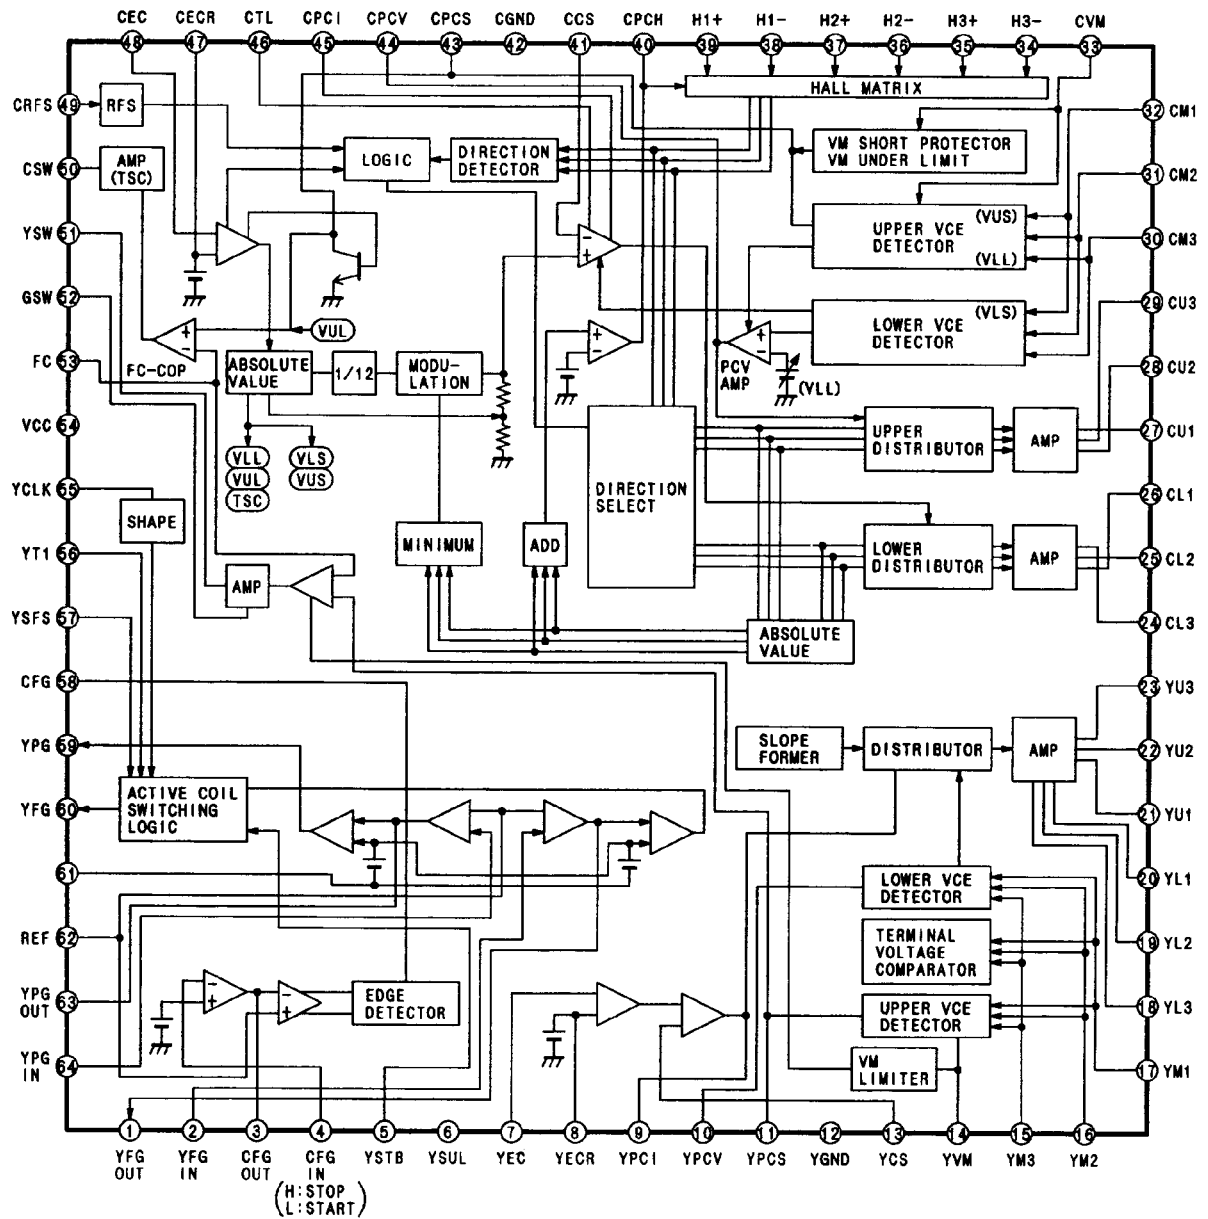 CEC CECR CTL CPCI CPCV CPCS CGND CCS CPCH H1+ H1- H2+ H2- H3+ H3- CVM
48 47 46 45 44 43 42 41 40 39 38 37 36 35 34 33
HALL MATRIX
CRFS 49
RFS
32 CM1
LOGIC
DIRECTION
DETECTOR
VM SHORT PROTECTOR
VM UNDER LIMIT
CSW 50
AMP
(TSC)
31 CM2
YSW 51
UPPER VCE
DETECTOR
(VUS)
(VLL)
30 CM3
GSW 52
LOWER VCE
DETECTOR
(VLS)
29 CU3
VUL
FC 53
FC-COP
ABSOLUTE
VALUE
1/12
MODU-
LATION
PCV
AMP
(VLL)
28 CU2
VCC 54
VLL
VUL
TSC
VLS
VUS
DIRECTION
SELECT
UPPER
DISTRIBUTOR
AMP
27 CU1
YCLK 55
SHAPE
26 CL1
YT1 56
MINIMUM
ADD
LOWER
DISTRIBUTOR
AMP
25 CL2
AMP
YSFS 57
ABSOLUTE
VALUE
24 CL3
CFG 58
23 YU3
YPG 59
SLOPE
FORMER
DISTRIBUTOR
AMP
22 YU2
YFG 60
ACTIVE COIL
SWITCHING
LOGIC
21 YU1
61
LOWER VCE
DETECTOR
20 YL1
REF 62
TERMINAL
VOLTAGE
COMPARATOR
19 YL2
YPG
OUT 63
EDGE
DETECTOR
UPPER VCE
DETECTOR
18 YL3
YPG
IN 64
VM
LIMITER
17 YM1
1 2 3 4 5 6 7 8 9 10 11 12 13 14 15 16
YFG
OUT
YFG
IN
CFG
OUT
CFG
IN
(H:STOP
L:START)
YSTB YSUL YEC YECR YPCI YPCV YPCS YGND YCS YVM YM3 YM2